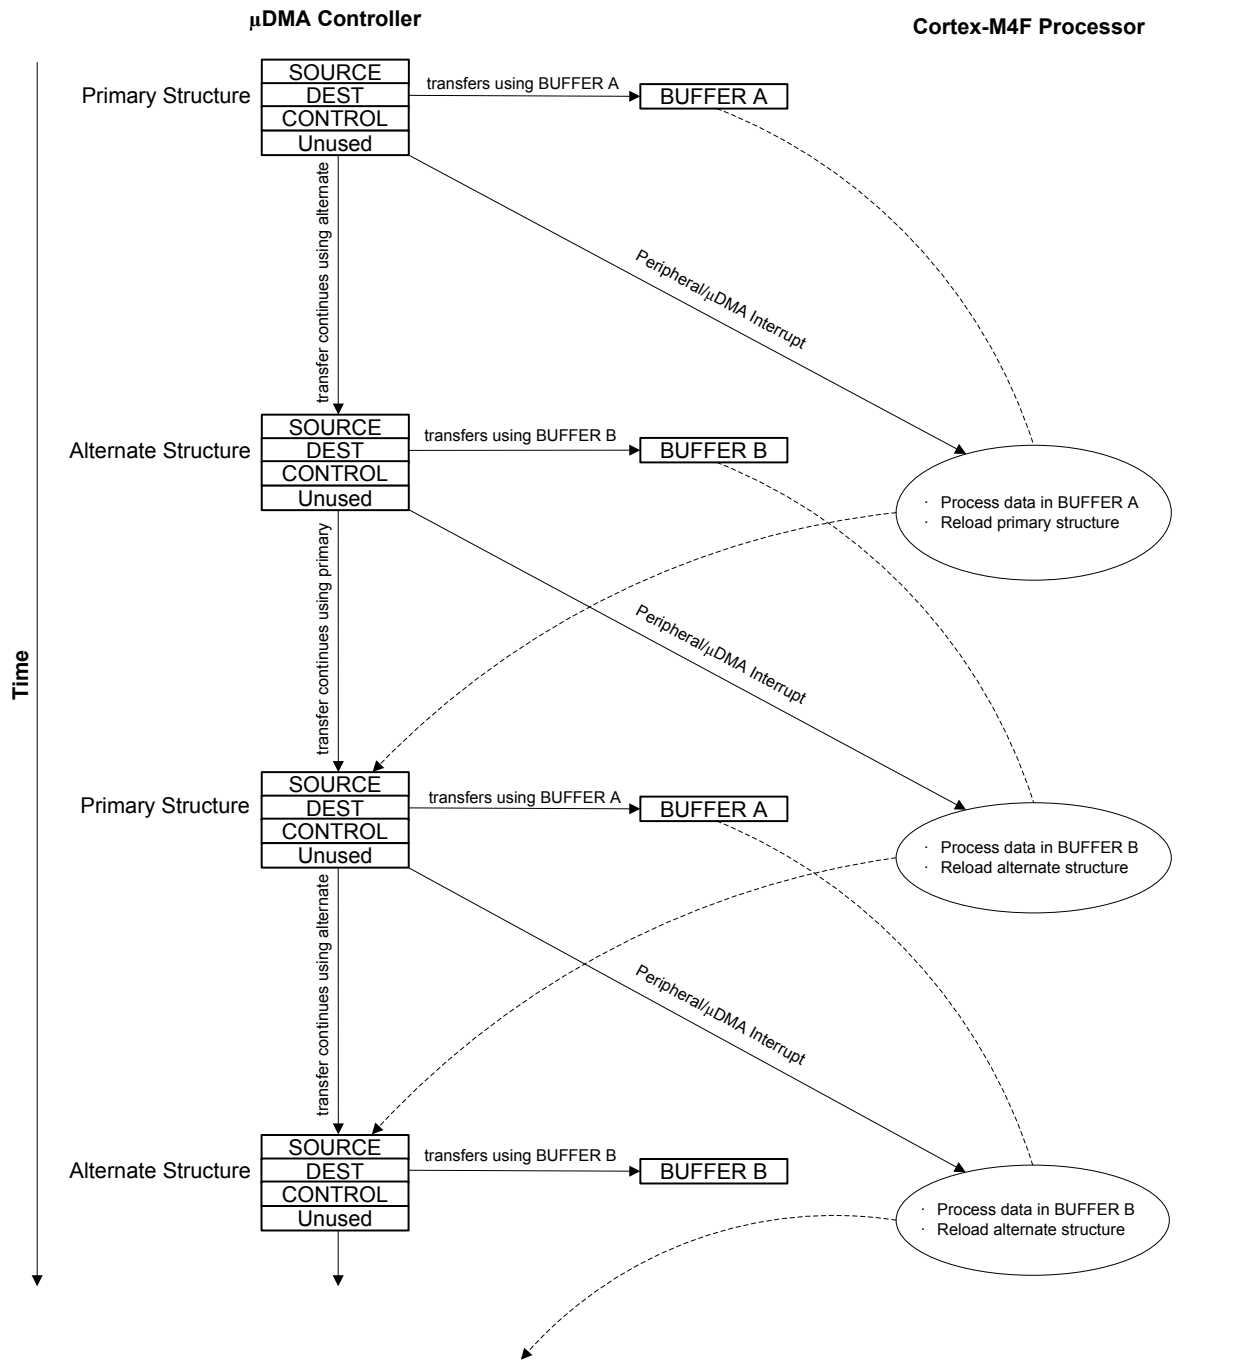 µDMA Controller
Cortex-M4F Processor
Primary Structure
SOURCE
DEST
CONTROL
Unused
transfers using BUFFER A
BUFFER A
transfer continues using alternate
Peripheral/µDMA Interrupt
Alternate Structure
SOURCE
DEST
CONTROL
Unused
transfers using BUFFER B
BUFFER B
· Process data in BUFFER A
· Reload primary structure
transfer continues using primary
Peripheral/µDMA Interrupt
Time
Primary Structure
SOURCE
DEST
CONTROL
Unused
transfers using BUFFER A
BUFFER A
· Process data in BUFFER B
· Reload alternate structure
transfer continues using alternate
Peripheral/µDMA Interrupt
Alternate Structure
SOURCE
DEST
CONTROL
Unused
transfers using BUFFER B
BUFFER B
· Process data in BUFFER B
· Reload alternate structure